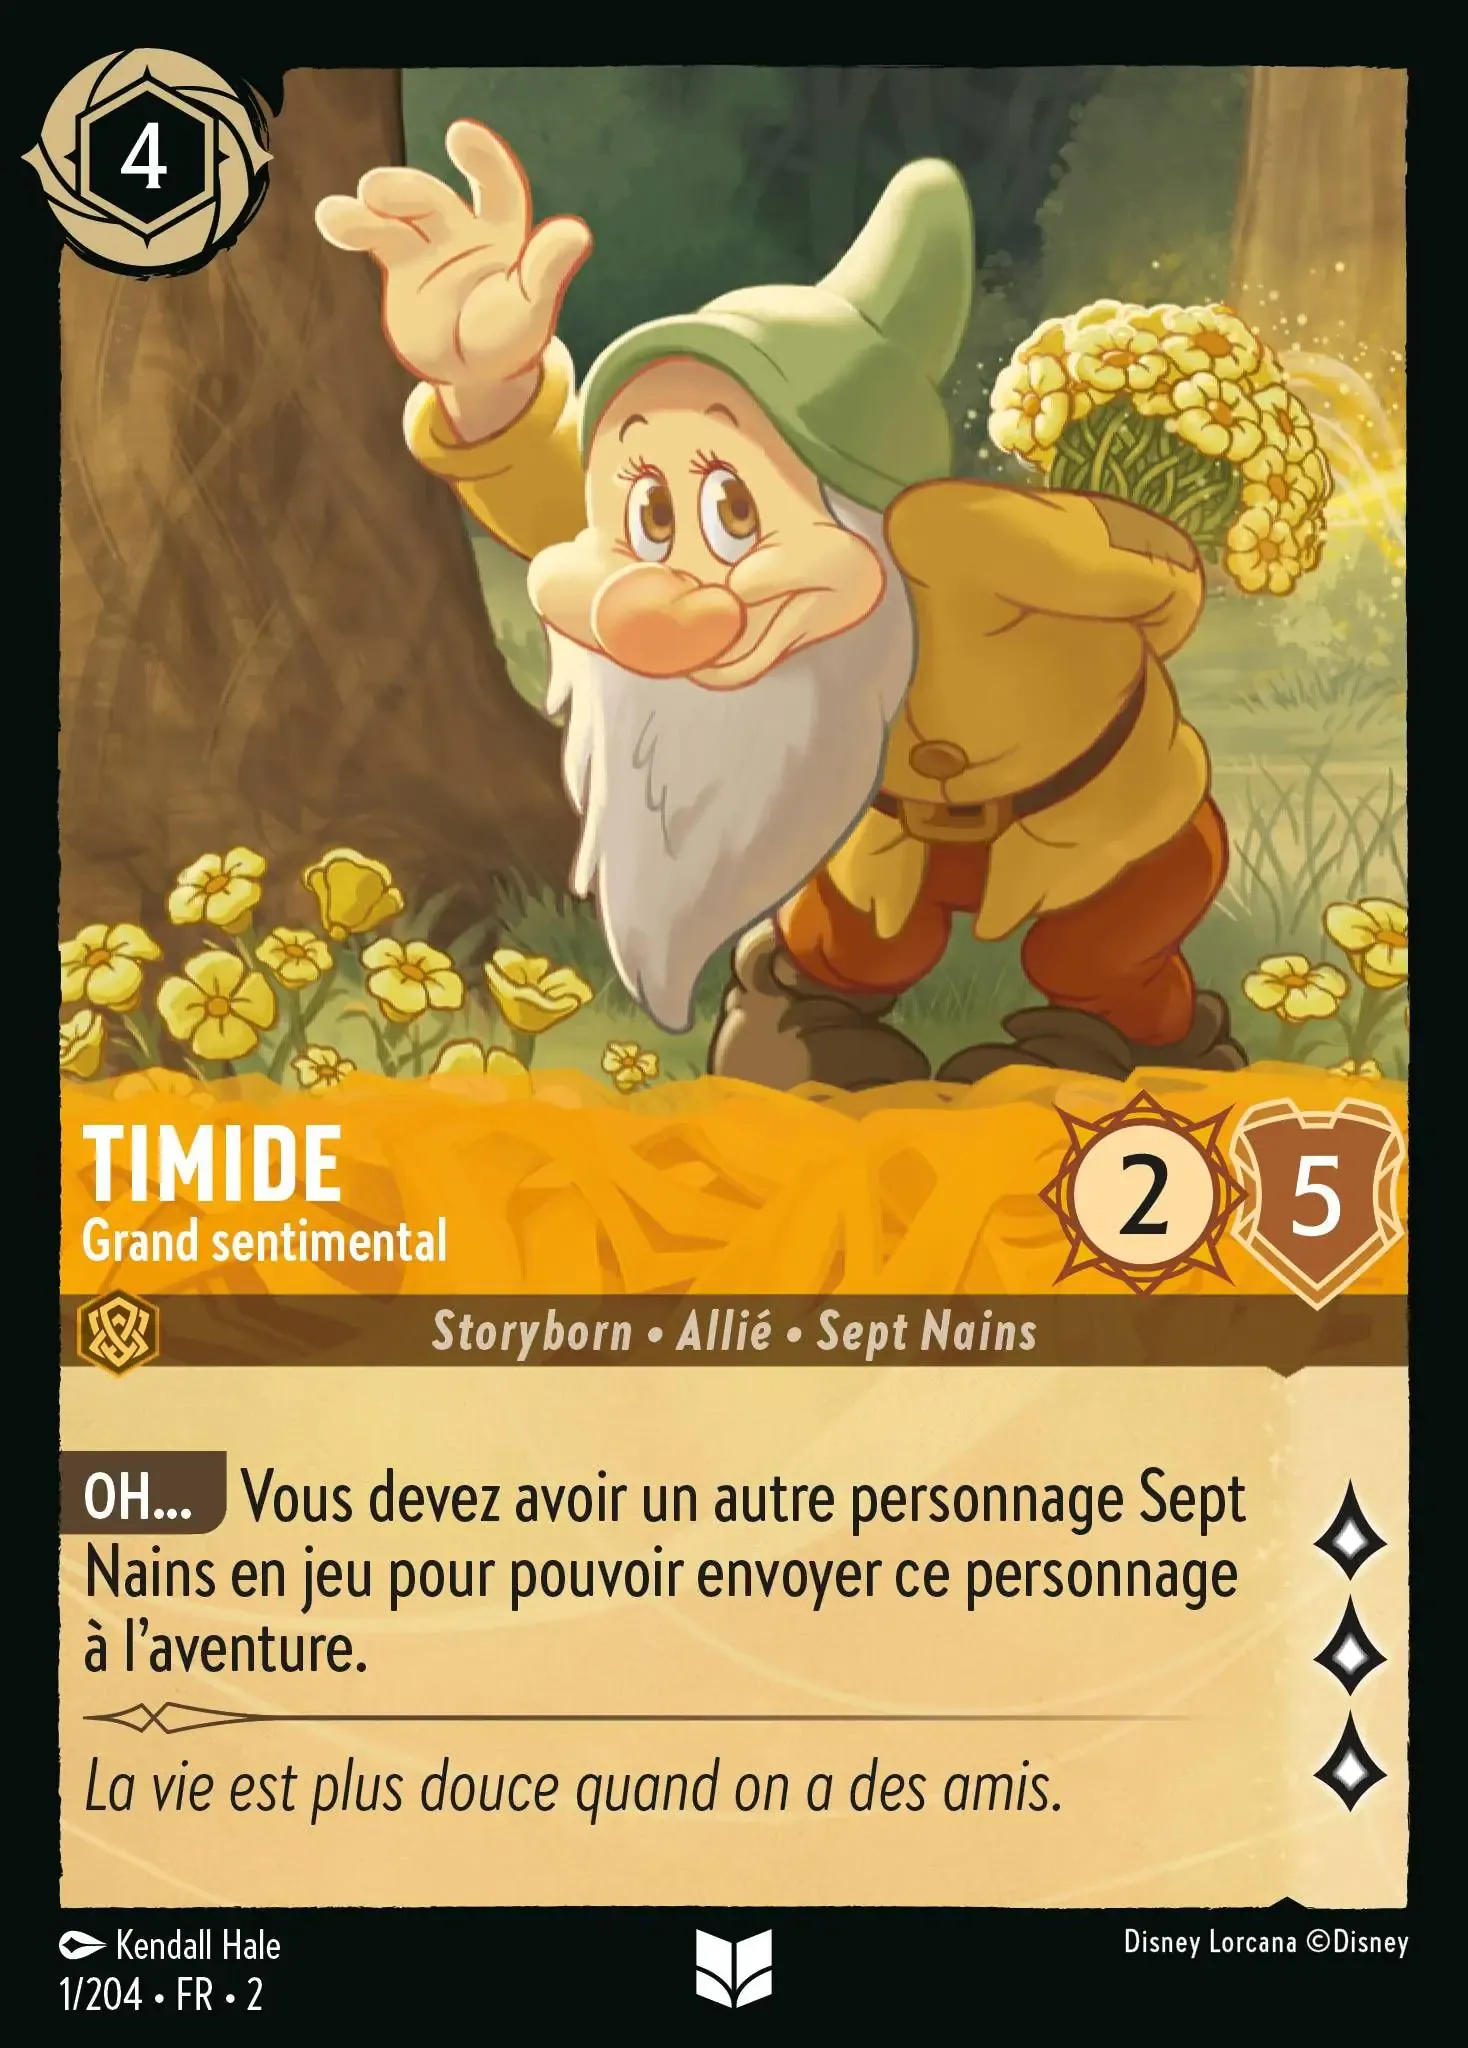 4
TIMIDE
Grand sentimental
2
5
Storyborn • Allié • Sept Nains
OH... Vous devez avoir un autre personnage Sept
Nains en jeu pour pouvoir envoyer ce personnage
à l’aventure.
La vie est plus douce quand on a des amis.
Kendall Hale
1/204 • FR • 2
Disney Lorcana ©Disney